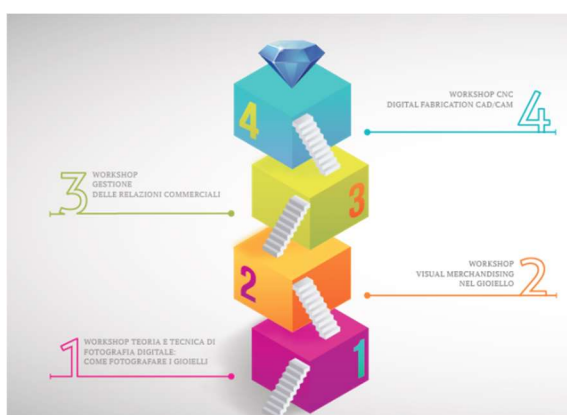 4
WORKSHOP CNC
DIGITAL FABRICATION CAD/CAM
4
3
WORKSHOP
GESTIONE
DELLE RELAZIONI COMMERCIALI
3
2
WORKSHOP
VISUAL MERCHANDISING
NEL GIOIELLO
2
1
WORKSHOP TEORIA E TECNICA DI
FOTOGRAFIA DIGITALE:
COME FOTOGRAFARE I GIOIELLI
1